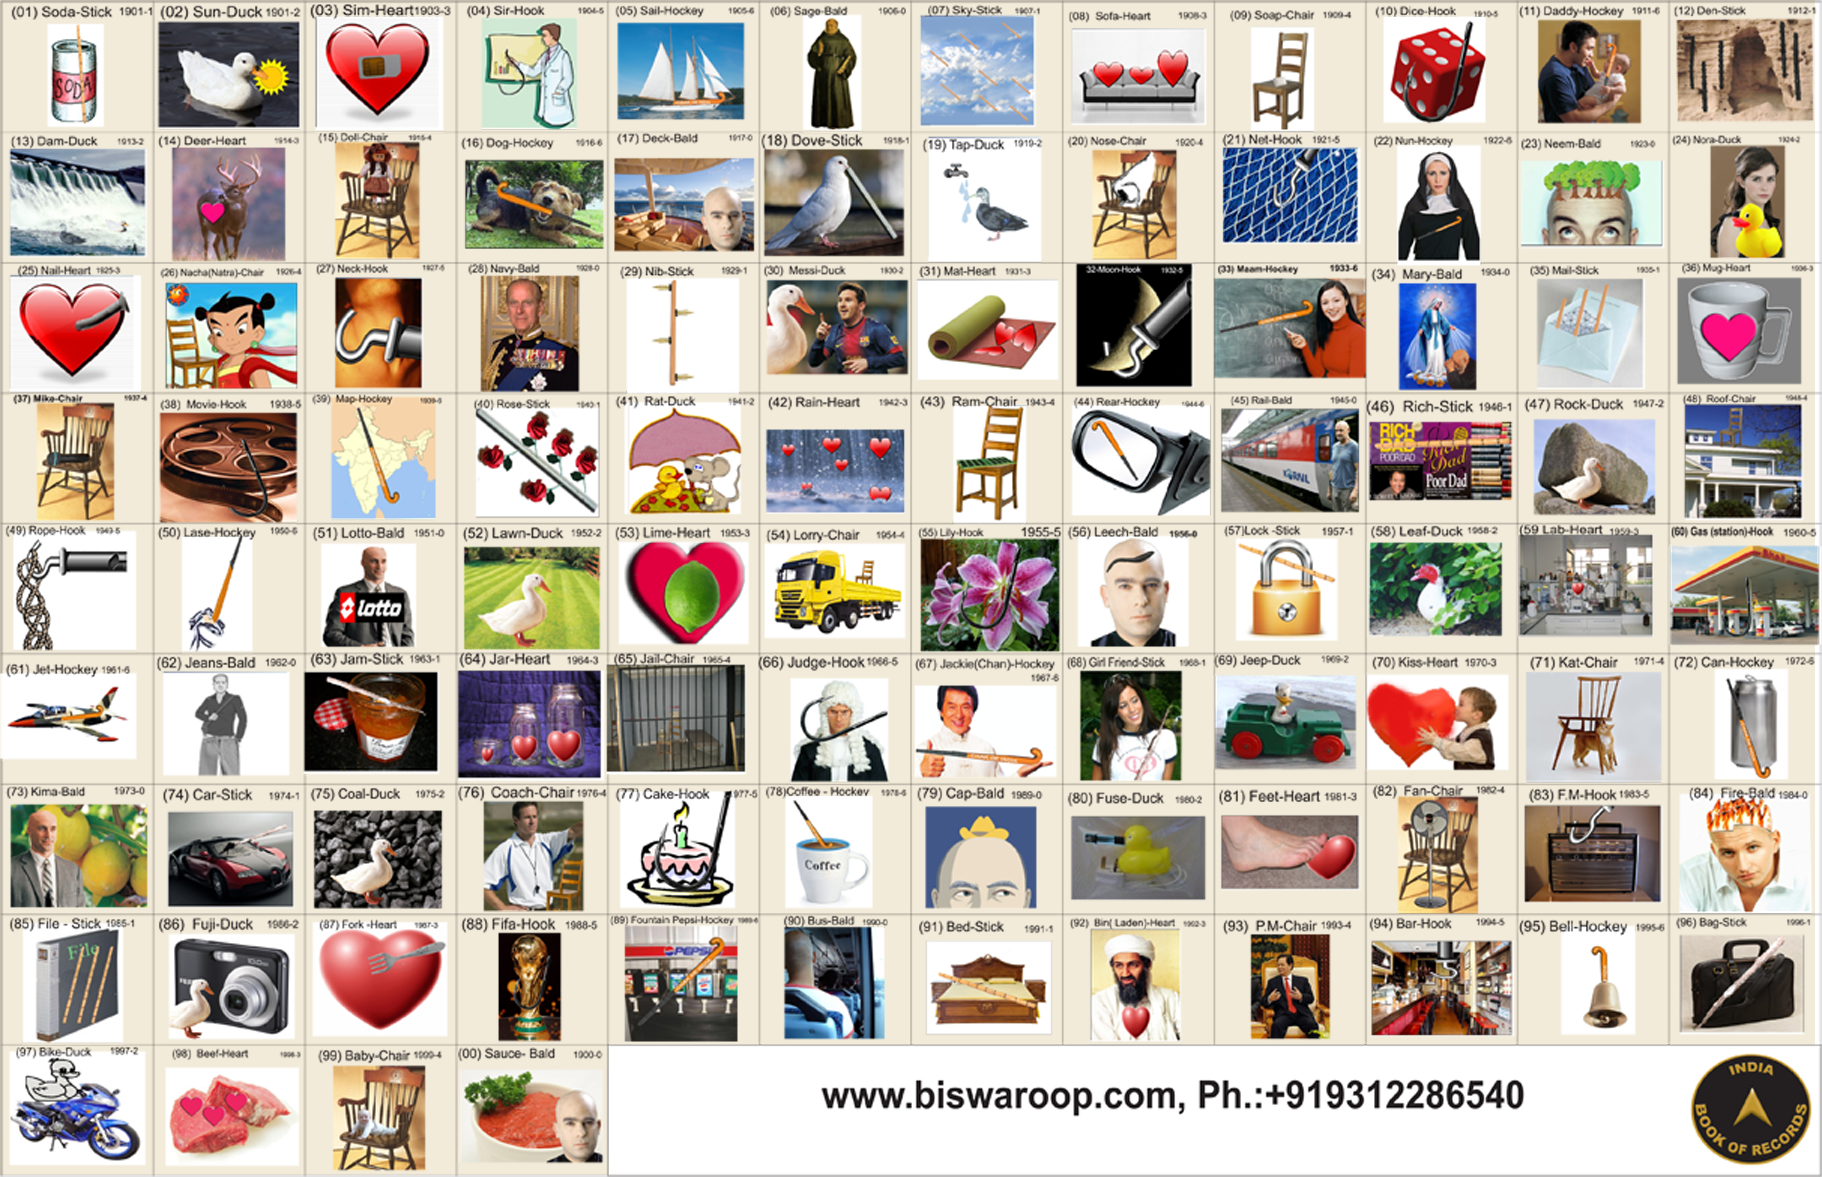 (01) Soda-Stick 1901-1
(02) Sun-Duck 1901-2
(03) Sim-Heart 1903-3
(04) Sir-Hook 1904-5
(05) Sail-Hockey 1905-6
(06) Sage-Bald 1906-0
(07) Sky-Stick 1907-1
(08) Sofa-Heart 1908-3
(09) Soap-Chair 1909-4
(10) Dice-Hook 1910-5
(11) Daddy-Hockey 1911-6
(12) Den-Stick 1912-1
SODA
(13) Dam-Duck 1913-2
(14) Deer-Heart 1914-3
(15) Doll-Chair 1915-4
(16) Dog-Hockey 1916-6
(17) Deck-Bald 1917-0
(18) Dove-Stick 1918-1
(19) Tap-Duck 1919-2
(20) Nose-Chair 1920-4
(21) Net-Hook 1921-5
(22) Nun-Hockey 1922-6
(23) Neem-Bald 1923-0
(24) Nora-Duck 1924-2
(25) Nail-Heart 1925-3
(26) Nacha(Natra)-Chair 1926-4
(27) Neck-Hook 1927-5
(28) Navy-Bald 1928-0
(29) Nib-Stick 1929-1
(30) Messi-Duck 1930-2
(31) Mat-Heart 1931-3
32-Moon-Hook 1932-5
(33) Maam-Hockey 1933-6
(34) Mary-Bald 1934-0
(35) Mail-Stick 1935-1
(36) Mug-Heart 1936-3
(37) Mike-Chair 1937-4
(38) Movie-Hook 1938-5
(39) Map-Hockey 1939-6
(40) Rose-Stick 1940-1
(41) Rat-Duck 1941-2
(42) Rain-Heart 1942-3
(43) Ram-Chair 1943-4
(44) Rear-Hockey 1944-6
(45) Rail-Bald 1945-0
(46) Rich-Stick 1946-1
(47) Rock-Duck 1947-2
(48) Roof-Chair 1948-4
KORAIL
RICH
DAD
POOR DAD
Rich
Dad
Poor Dad
(49) Rope-Hook 1949-5
(50) Lase-Hockey 1950-6
(51) Lotto-Bald 1951-0
(52) Lawn-Duck 1952-2
(53) Lime-Heart 1953-3
(54) Lorry-Chair 1954-4
(55) Lily-Hook 1955-5
(56) Leech-Bald 1956-0
(57)Lock -Stick 1957-1
(58) Leaf-Duck 1958-2
(59 Lab-Heart 1959-3
(60) Gas (station)-Hook 1960-5
lotto
(61) Jet-Hockey 1961-6
(62) Jeans-Bald 1962-0
(63) Jam-Stick 1963-1
(64) Jar-Heart 1964-3
(65) Jail-Chair 1965-4
(66) Judge-Hook 1966-5
(67) Jackie(Chan)-Hockey
1967-6
(68) Girl Friend-Stick 1968-1
(69) Jeep-Duck 1969-2
(70) Kiss-Heart 1970-3
(71) Kat-Chair 1971-4
(72) Can-Hockey 1972-6
(73) Kima-Bald 1973-0
(74) Car-Stick 1974-1
(75) Coal-Duck 1975-2
(76) Coach-Chair 1976-4
(77) Cake-Hook 977-5
(78)Coffee - Hockey 1978-6
(79) Cap-Bald 1989-0
(80) Fuse-Duck 1980-2
(81) Feet-Heart 1981-3
(82) Fan-Chair 1982-4
(83) F.M-Hook 1983-5
(84) Fire-Bald 1984-0
Coffee
(85) File - Stick 1985-1
(86) Fuji-Duck 1986-2
(87) Fork -Heart 1987-3
(88) Fifa-Hook 1988-5
(89) Fountain Pepsi-Hockey 1989-6
(90) Bus-Bald 1990-0
(91) Bed-Stick 1991-1
(92) Bin( Laden)-Heart 1992-3
(93) P.M-Chair 1993-4
(94) Bar-Hook 1994-5
(95) Bell-Hockey 1995-6
(96) Bag-Stick 1996-1
File
PEPSI
(97) Bike-Duck 1997-2
(98) Beef-Heart 1998-3
(99) Baby-Chair 1999-4
(00) Sauce- Bald 1900-0
www.biswaroop.com, Ph.:+919312286540
INDIA
BOOK OF RECORDS